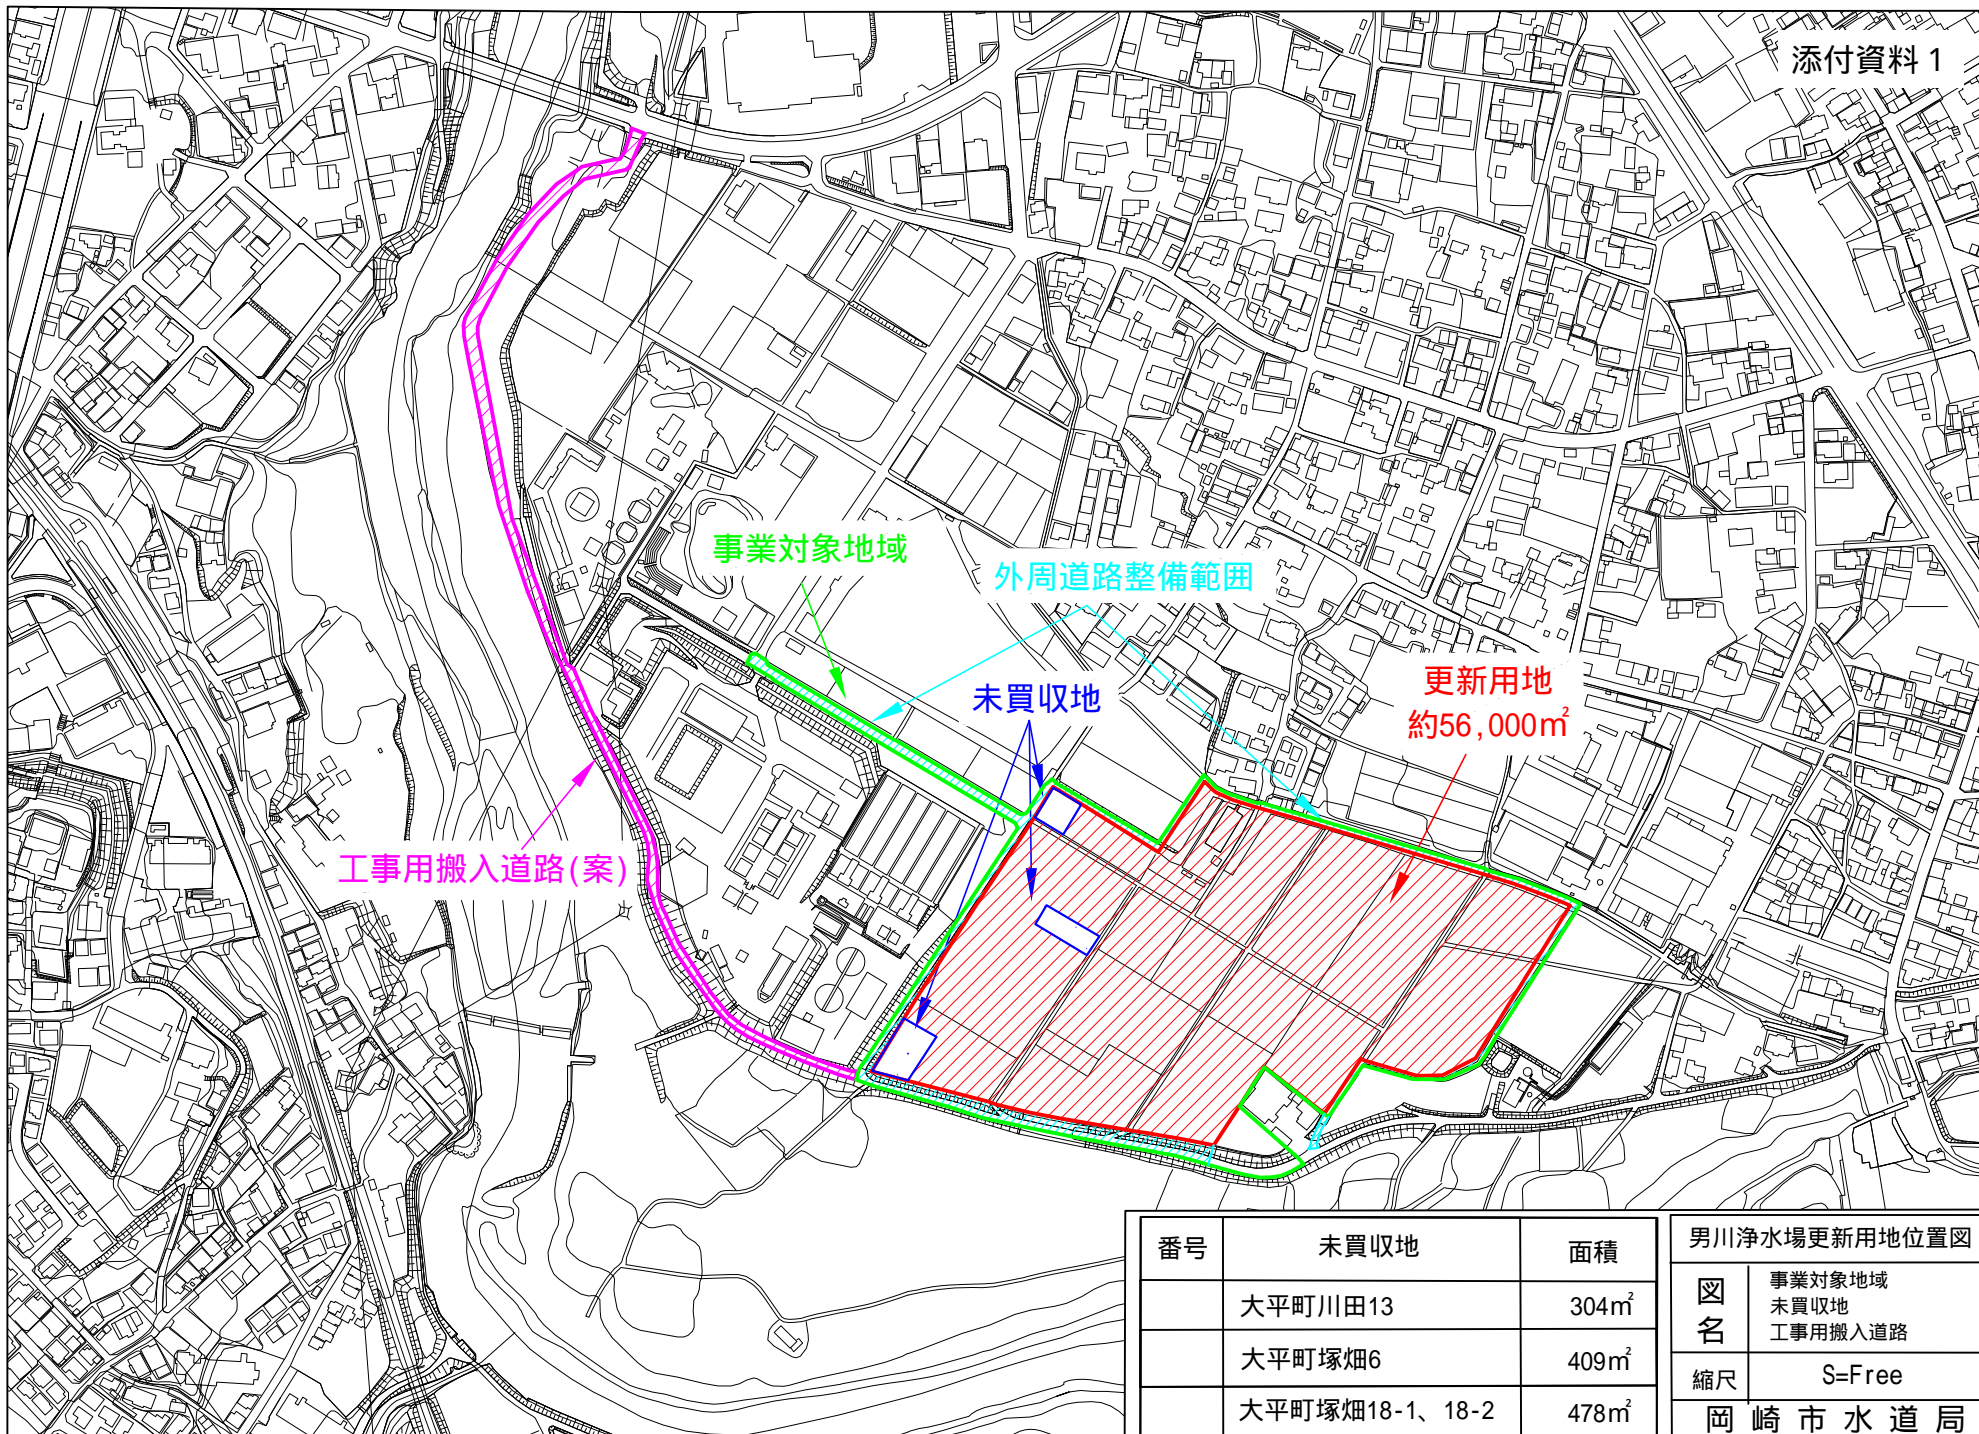 添付資料1
事業対象地域
外周道路整備範囲
未買収地
更新用地
約56,000㎡
工事用搬入道路(案)
番号 未買収地 面積
大平町川田13 304㎡
大平町塚畑6 409㎡
大平町塚畑18-1、18-2 478㎡
男川浄水場更新用地位置図
図名
事業対象地域
未買収地
工事用搬入道路
縮尺 S=Free
岡崎市水道局